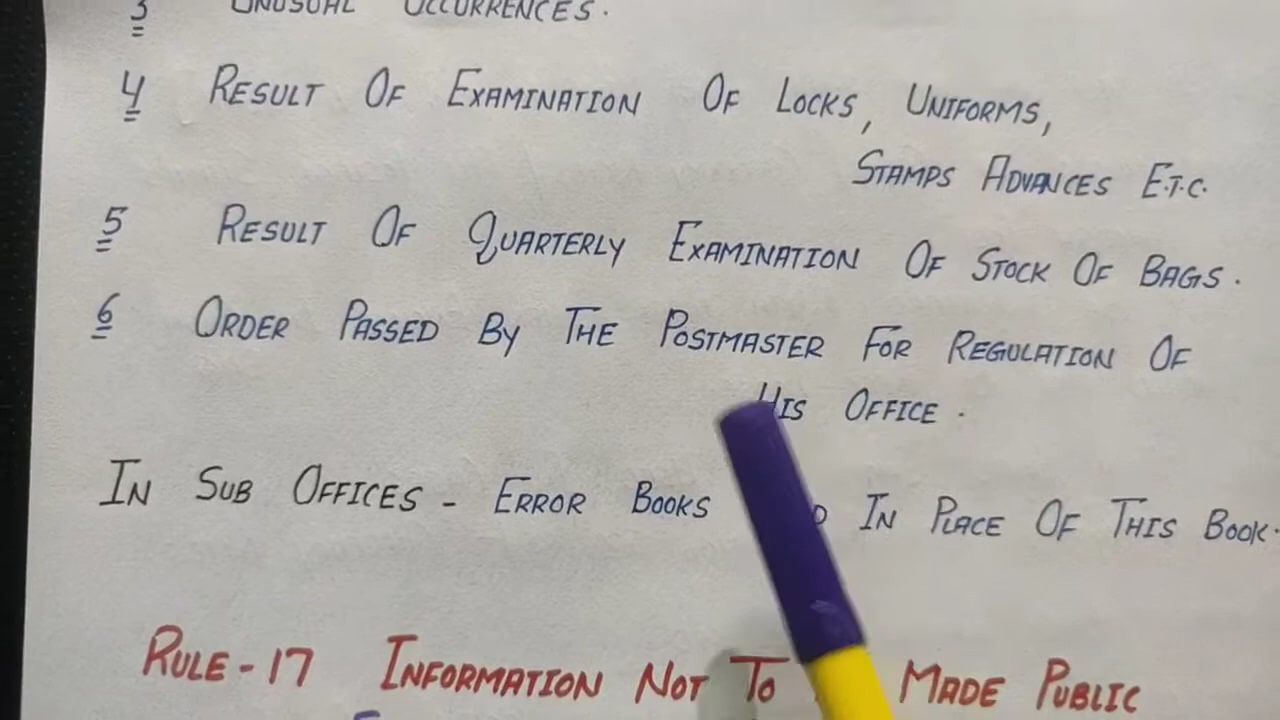 3 UNUSUAL OCCURRENCES.
4 RESULT OF EXAMINATION OF LOCKS, UNIFORMS,
STAMPS ADVANCES E.T.C.
5 RESULT OF QUARTERLY EXAMINATION OF STOCK OF BAGS.
6 ORDER PASSED BY THE POSTMASTER FOR REGULATION OF
HIS OFFICE.
IN SUB OFFICES - ERROR BOOKS IN PLACE OF THIS BOOK.
RULE-17 INFORMATION NOT TO MADE PUBLIC